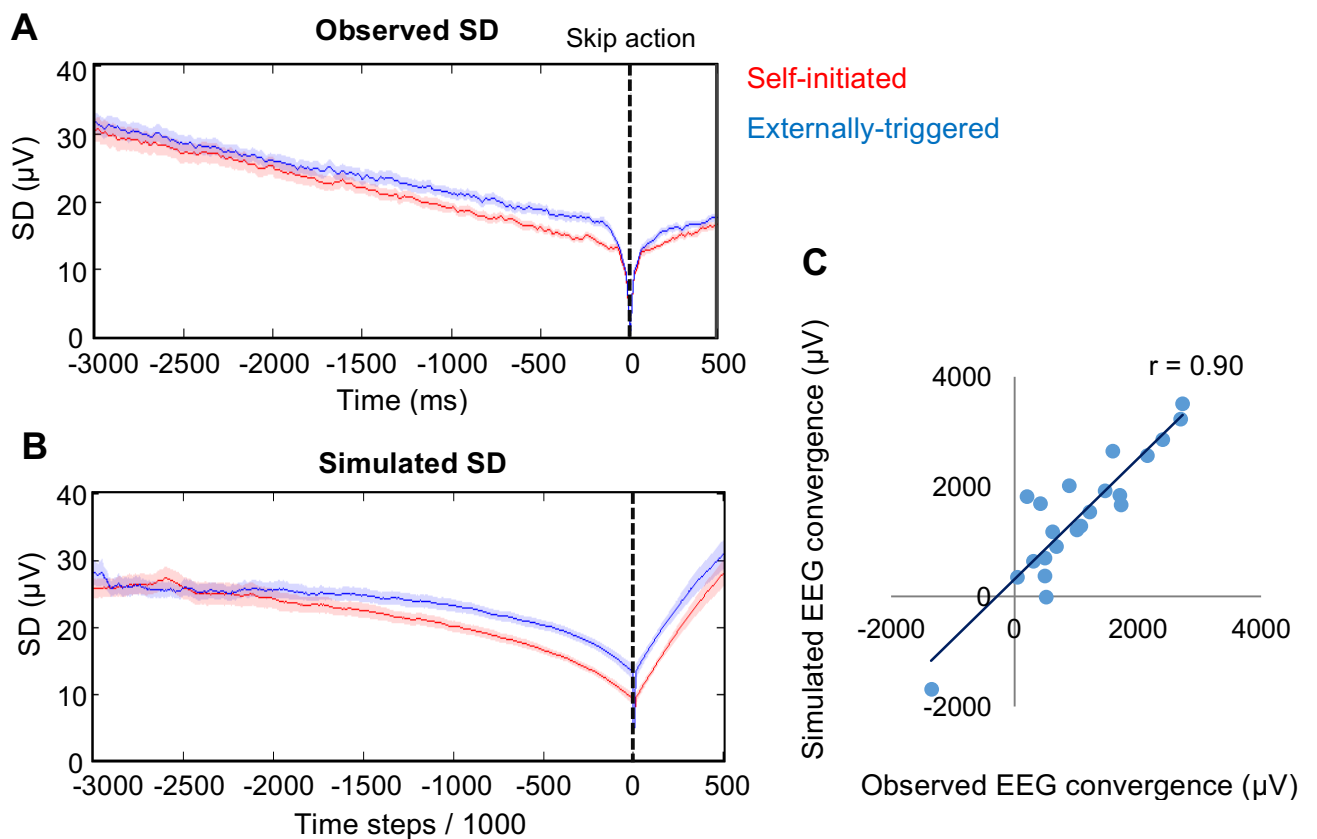 A
Observed SD
Skip action
Self-initiated
Externally-triggered
SD (µV)
40
30
20
10
0
-3000 -2500 -2000 -1500 -1000 -500 0 500
Time (ms)
B
Simulated SD
SD (µV)
40
30
20
10
0
-3000 -2500 -2000 -1500 -1000 -500 0 500
Time steps / 1000
C
r = 0.90
Simulated EEG convergence (µV)
4000
2000
0
-2000
-2000 0 2000 4000
Observed EEG convergence (µV)